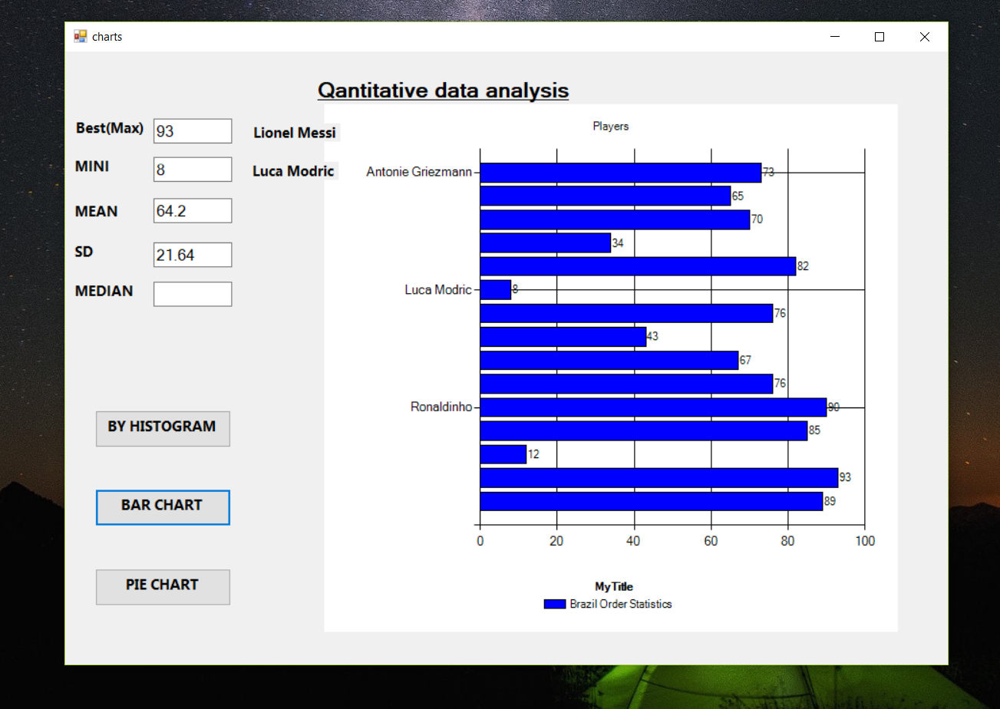 charts
Qantitative data analysis
Best(Max) 93 Lionel Messi
MINI 8 Luca Modric
MEAN 64.2
SD 21.64
MEDIAN
BY HISTOGRAM
BAR CHART
PIE CHART
Players
Antonie Griezmann 73
65
70
34
82
Luca Modric 8
76
43
67
76
Ronaldinho 90
85
12
93
89
0 20 40 60 80 100
My Title
Brazil Order Statistics